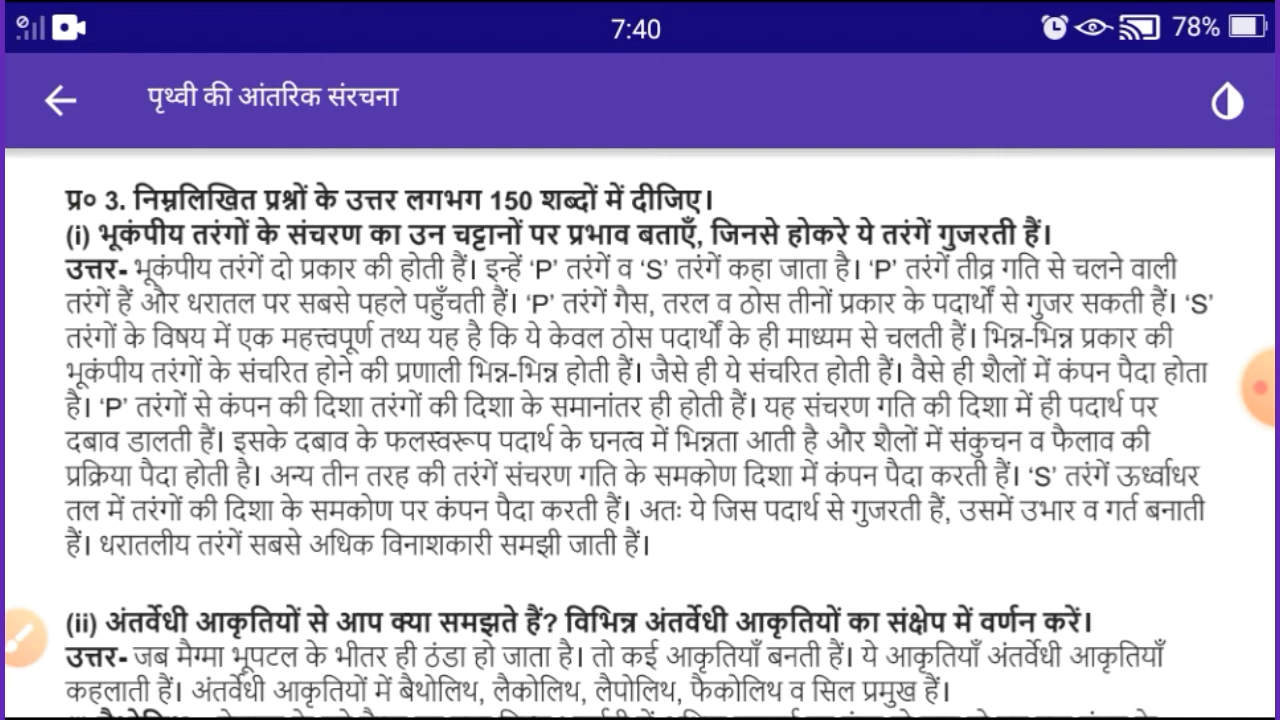 7:40
78%
पृथ्वी की आंतरिक संरचना
प्र० 3. निम्नलिखित प्रश्नों के उत्तर लगभग 150 शब्दों में दीजिए।
(i) भूकंपीय तरंगों के संचरण का उन चट्टानों पर प्रभाव बताएँ, जिनसे होकरे ये तरंगें गुजरती हैं।
उत्तर- भूकंपीय तरंगें दो प्रकार की होती हैं। इन्हें ‘P’ तरंगें व ‘S’ तरंगें कहा जाता है। ‘P’ तरंगें तीव्र गति से चलने वाली
तरंगें हैं और धरातल पर सबसे पहले पहुँचती हैं। ‘P’ तरंगें गैस, तरल व ठोस तीनों प्रकार के पदार्थों से गुजर सकती हैं। ‘S’
तरंगों के विषय में एक महत्त्वपूर्ण तथ्य यह है कि ये केवल ठोस पदार्थों के ही माध्यम से चलती हैं। भिन्न-भिन्न प्रकार की
भूकंपीय तरंगों के संचरित होने की प्रणाली भिन्न-भिन्न होती हैं। जैसे ही ये संचरित होती हैं। वैसे ही शैलों में कंपन पैदा होता
है। ‘P’ तरंगों से कंपन की दिशा तरंगों की दिशा के समानांतर ही होती हैं। यह संचरण गति की दिशा में ही पदार्थ पर
दबाव डालती हैं। इसके दबाव के फलस्वरूप पदार्थ के घनत्व में भिन्नता आती है और शैलों में संकुचन व फैलाव की
प्रक्रिया पैदा होती है। अन्य तीन तरह की तरंगें संचरण गति के समकोण दिशा में कंपन पैदा करती हैं। ‘S’ तरंगें ऊर्ध्वाधर
तल में तरंगों की दिशा के समकोण पर कंपन पैदा करती हैं। अतः ये जिस पदार्थ से गुजरती हैं, उसमें उभार व गर्त बनाती
हैं। धरातलीय तरंगें सबसे अधिक विनाशकारी समझी जाती हैं।
(ii) अंतर्वेधी आकृतियों से आप क्या समझते हैं? विभिन्न अंतर्वेधी आकृतियों का संक्षेप में वर्णन करें।
उत्तर- जब मैग्मा भूपटल के भीतर ही ठंडा हो जाता है। तो कई आकृतियाँ बनती हैं। ये आकृतियाँ अंतर्वेधी आकृतियाँ
कहलाती हैं। अंतर्वेधी आकृतियों में बैथोलिथ, लैकोलिथ, लैपोलिथ, फैकोलिथ व सिल प्रमुख हैं।